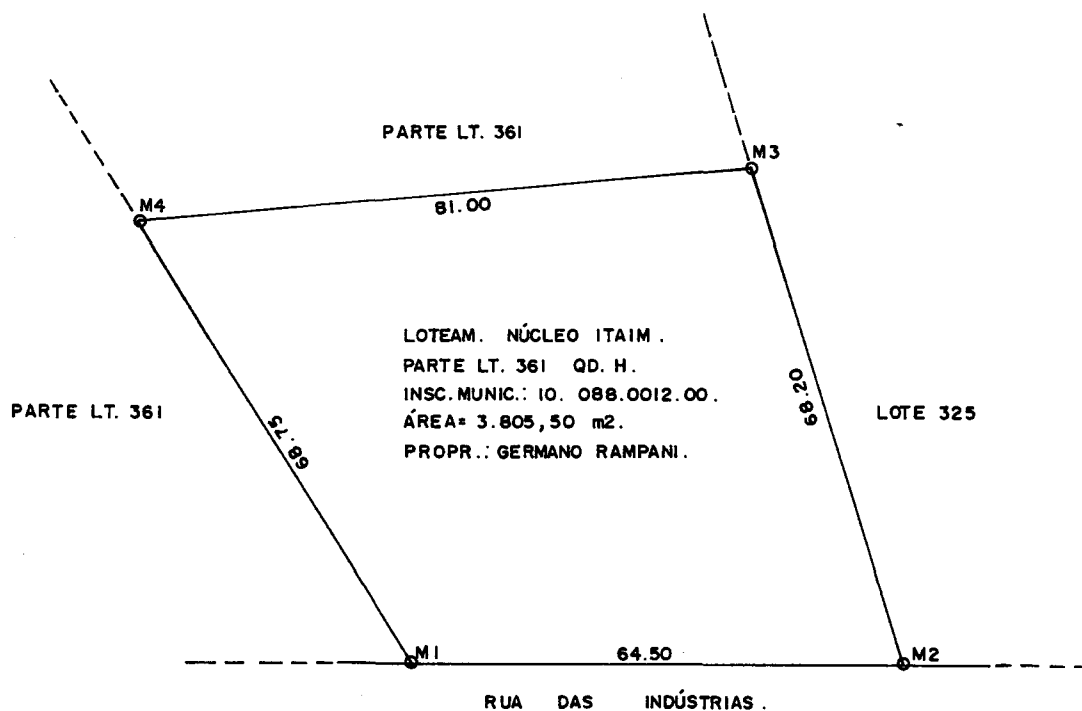 PARTE LT. 361
M3
M4
81.00
LOTEAM. NÚCLEO ITAIM.
PARTE LT. 361 QD. H.
INSC. MUNIC.: 10. 088.0012.00.
ÁREA= 3.805,50 m2.
PROPR.: GERMANO RAMPANI.
68.20
PARTE LT. 361
LOTE 325
68.75
M1
64.50
M2
RUA DAS INDÚSTRIAS.